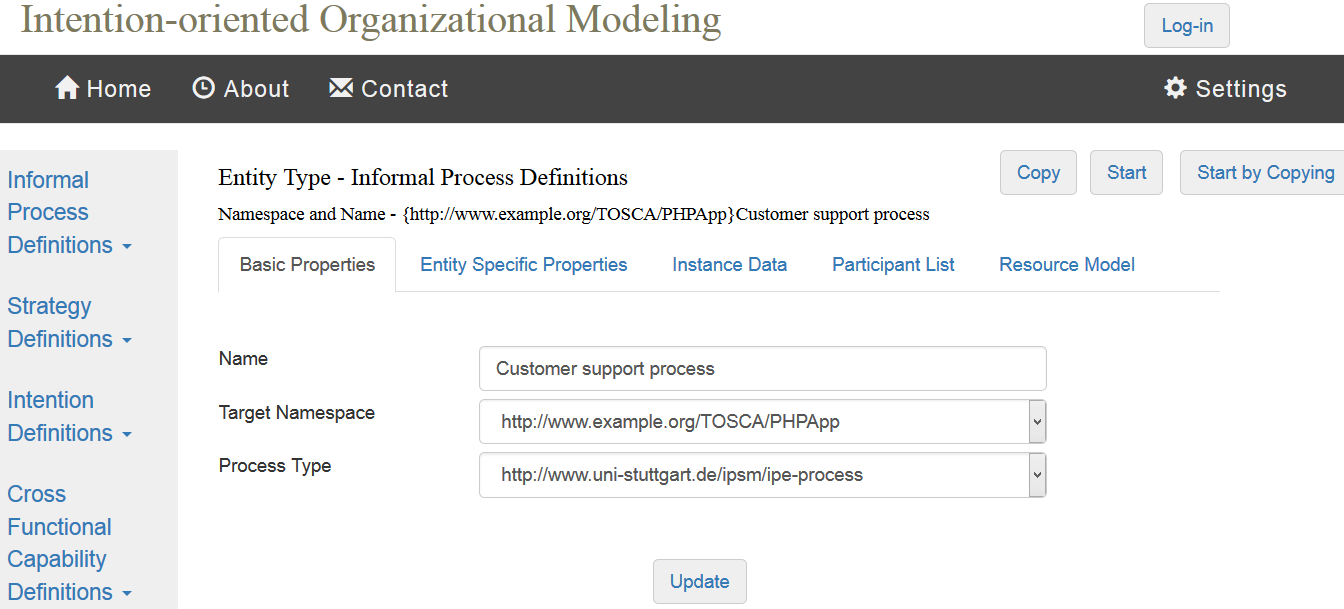 Intention-oriented Organizational Modeling
Log-in
Home
About
Contact
Settings
Informal
Process
Definitions
Strategy
Definitions
Intention
Definitions
Cross
Functional
Capability
Definitions
Entity Type - Informal Process Definitions
Copy
Start
Start by Copying
Namespace and Name - {http://www.example.org/TOSCA/PHPApp}Customer support process
Basic Properties
Entity Specific Properties
Instance Data
Participant List
Resource Model
Name
Customer support process
Target Namespace
http://www.example.org/TOSCA/PHPApp
Process Type
http://www.uni-stuttgart.de/ipsm/ipe-process
Update